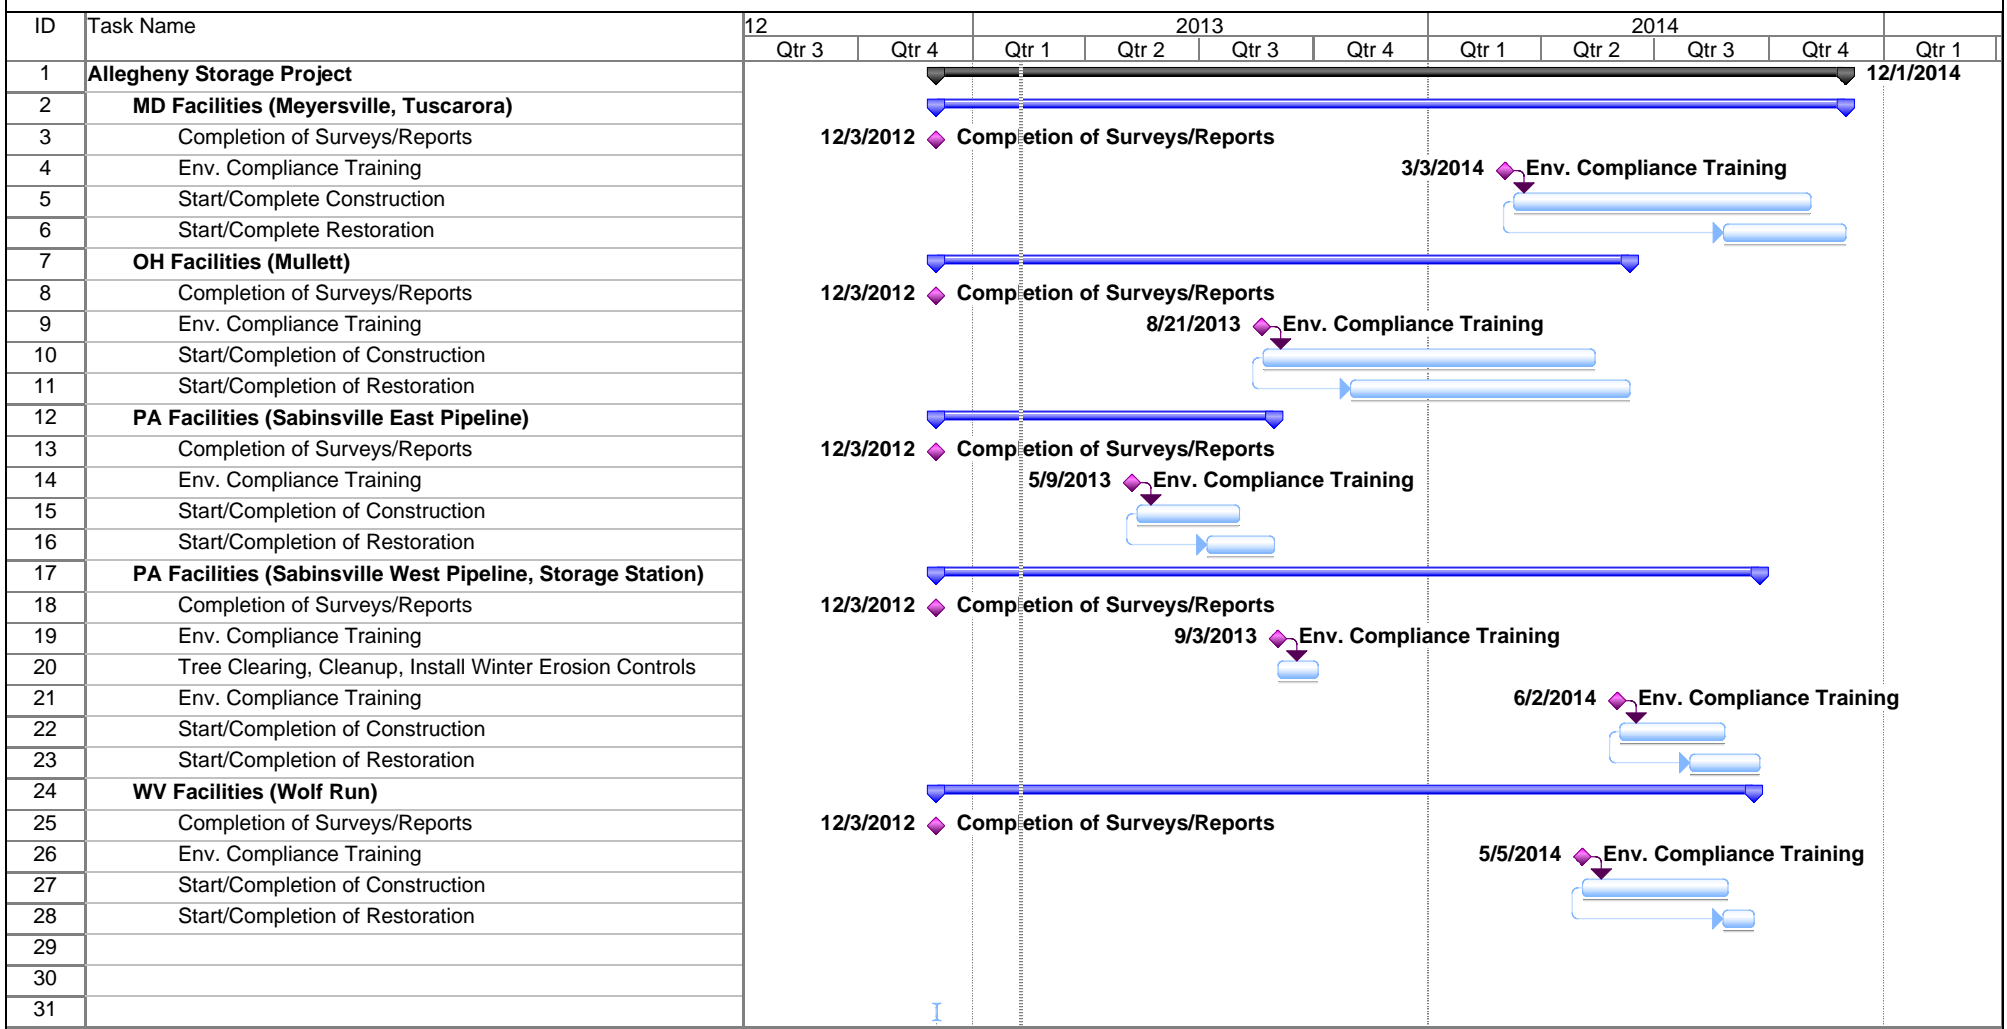 ID Task Name 12 2013 2014
Qtr 3 Qtr 4 Qtr 1 Qtr 2 Qtr 3 Qtr 4 Qtr 1 Qtr 2 Qtr 3 Qtr 4 Qtr 1
1 Allegheny Storage Project 12/1/2014
2 MD Facilities (Meyersville, Tuscarora)
3 Completion of Surveys/Reports 12/3/2012 Completion of Surveys/Reports
4 Env. Compliance Training 3/3/2014 Env. Compliance Training
5 Start/Complete Construction
6 Start/Complete Restoration
7 OH Facilities (Mullett)
8 Completion of Surveys/Reports 12/3/2012 Completion of Surveys/Reports
9 Env. Compliance Training 8/21/2013 Env. Compliance Training
10 Start/Completion of Construction
11 Start/Completion of Restoration
12 PA Facilities (Sabinsville East Pipeline)
13 Completion of Surveys/Reports 12/3/2012 Completion of Surveys/Reports
14 Env. Compliance Training 5/9/2013 Env. Compliance Training
15 Start/Completion of Construction
16 Start/Completion of Restoration
17 PA Facilities (Sabinsville West Pipeline, Storage Station)
18 Completion of Surveys/Reports 12/3/2012 Completion of Surveys/Reports
19 Env. Compliance Training 9/3/2013 Env. Compliance Training
20 Tree Clearing, Cleanup, Install Winter Erosion Controls
21 Env. Compliance Training 6/2/2014 Env. Compliance Training
22 Start/Completion of Construction
23 Start/Completion of Restoration
24 WV Facilities (Wolf Run)
25 Completion of Surveys/Reports 12/3/2012 Completion of Surveys/Reports
26 Env. Compliance Training 5/5/2014 Env. Compliance Training
27 Start/Completion of Construction
28 Start/Completion of Restoration
29
30
31